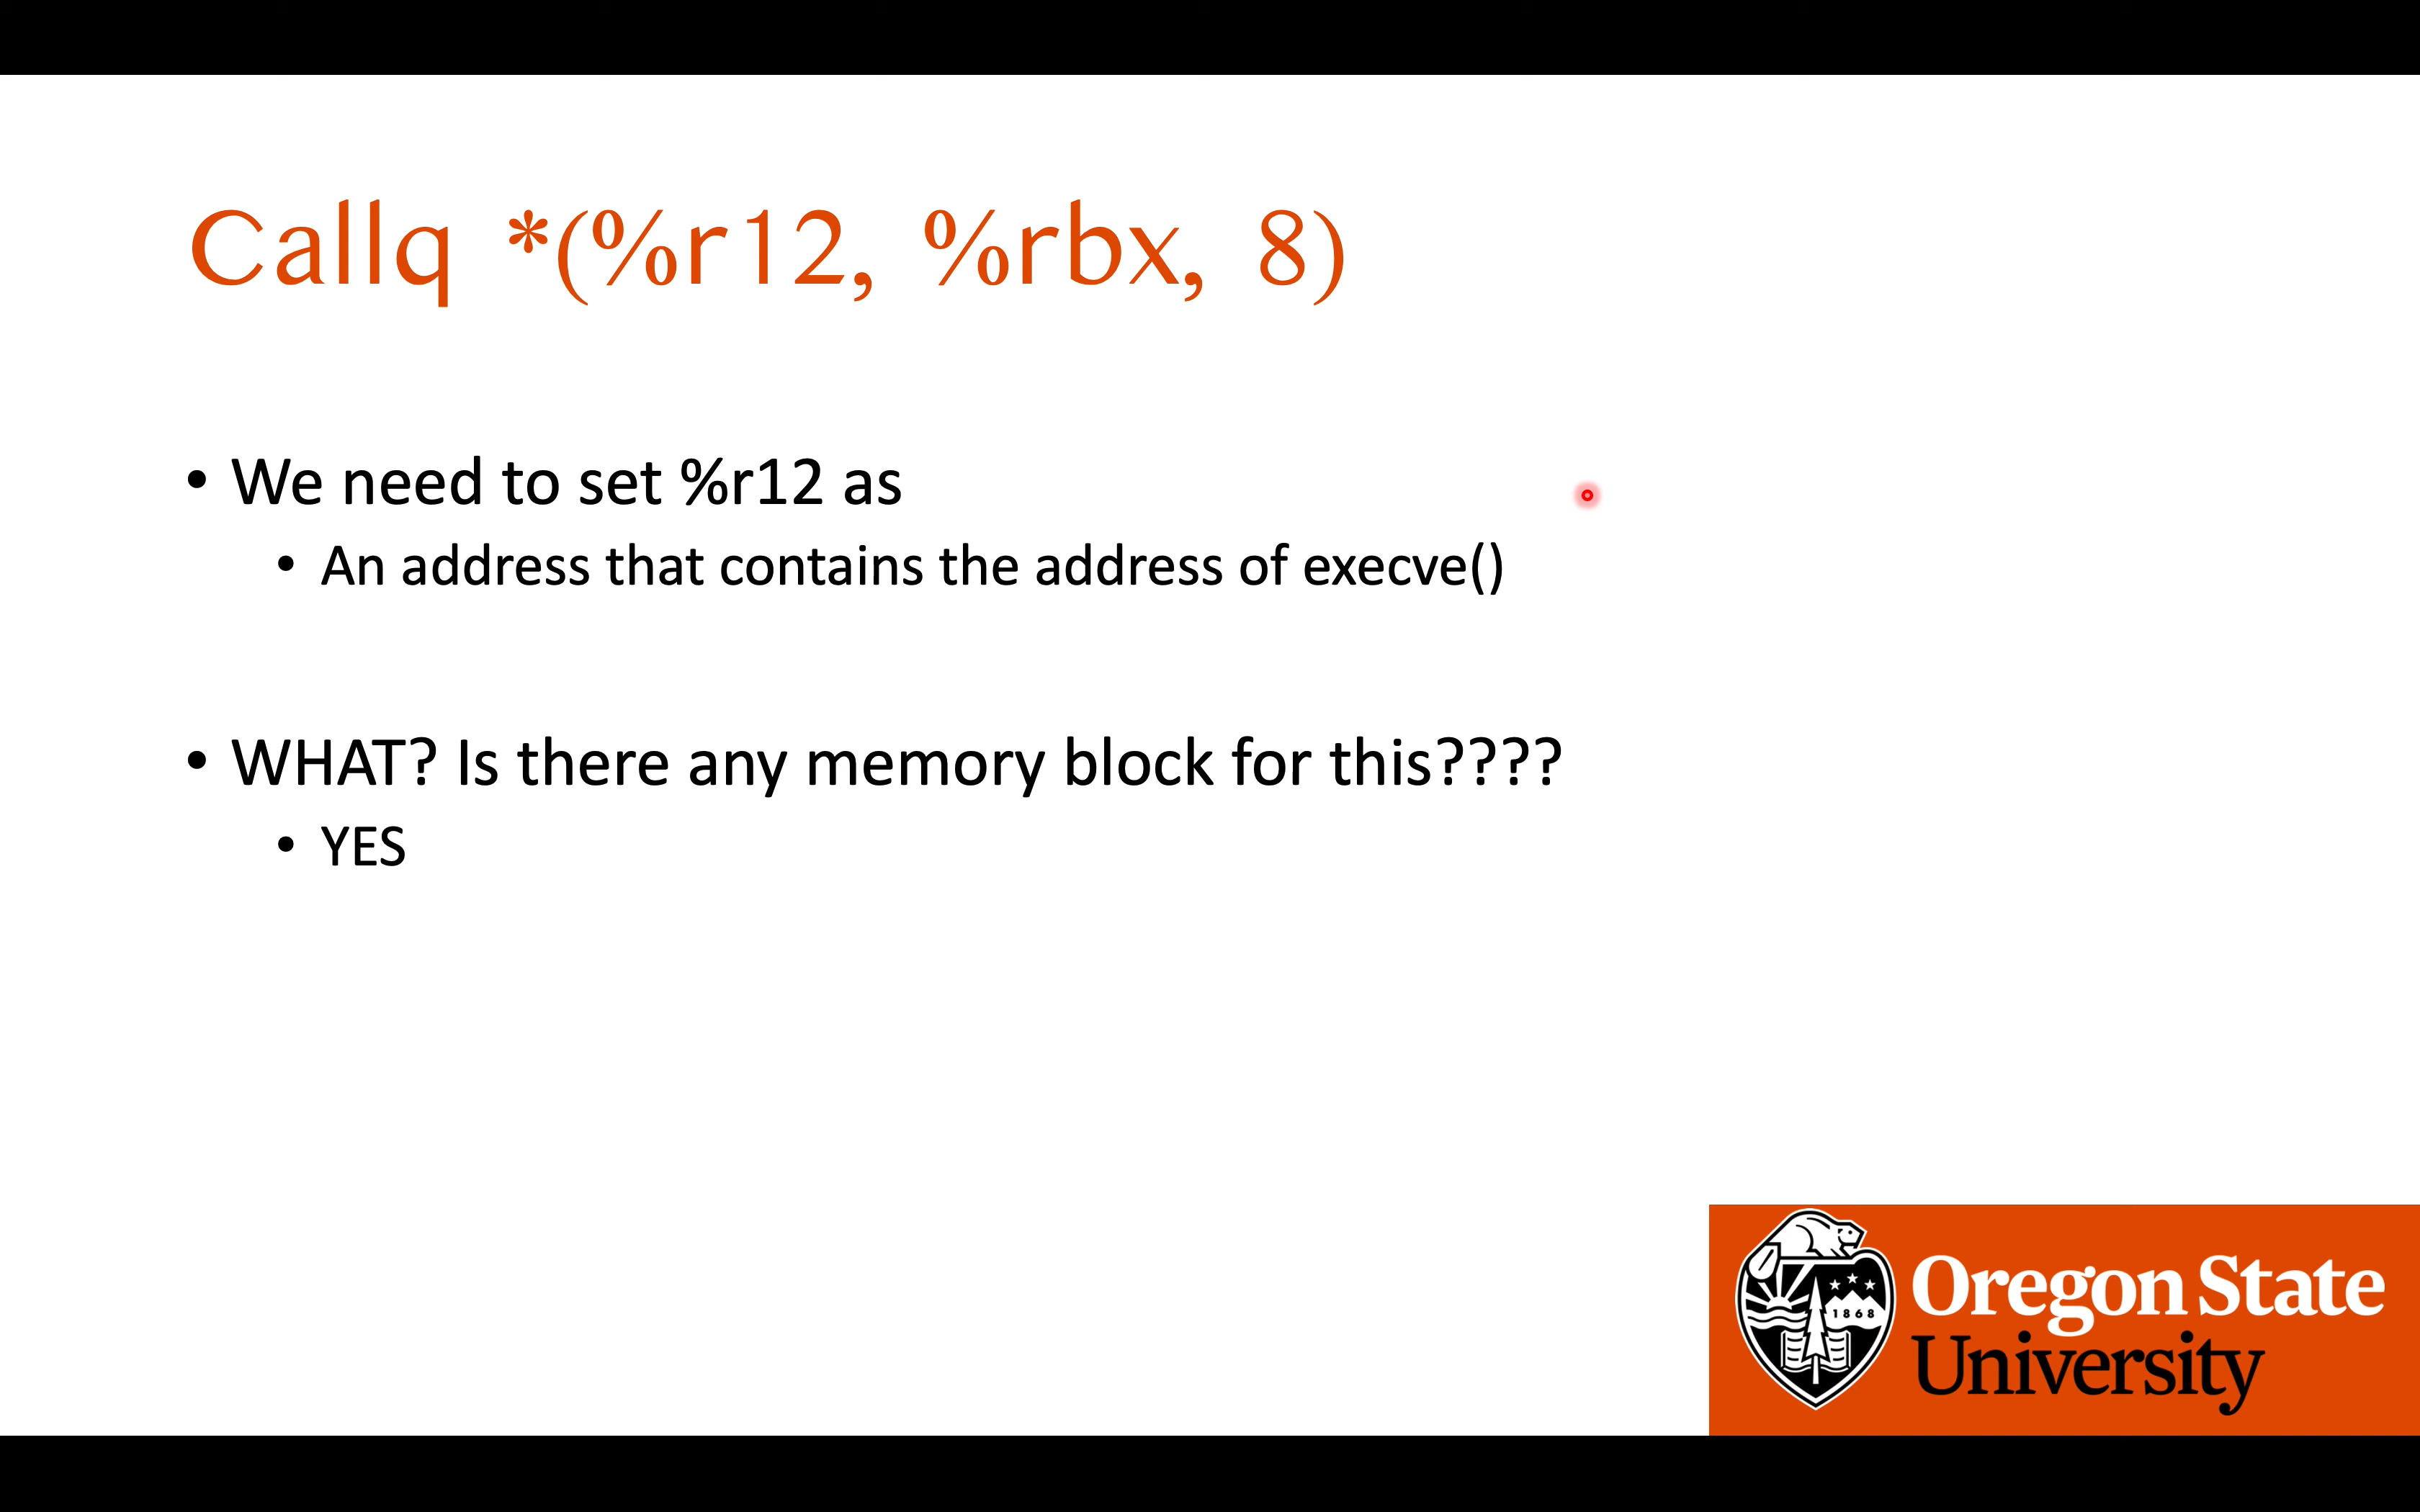 Callq *(%r12, %rbx, 8)
• We need to set %r12 as
• An address that contains the address of execve()
• WHAT? Is there any memory block for this????
• YES
1868
Oregon State
University